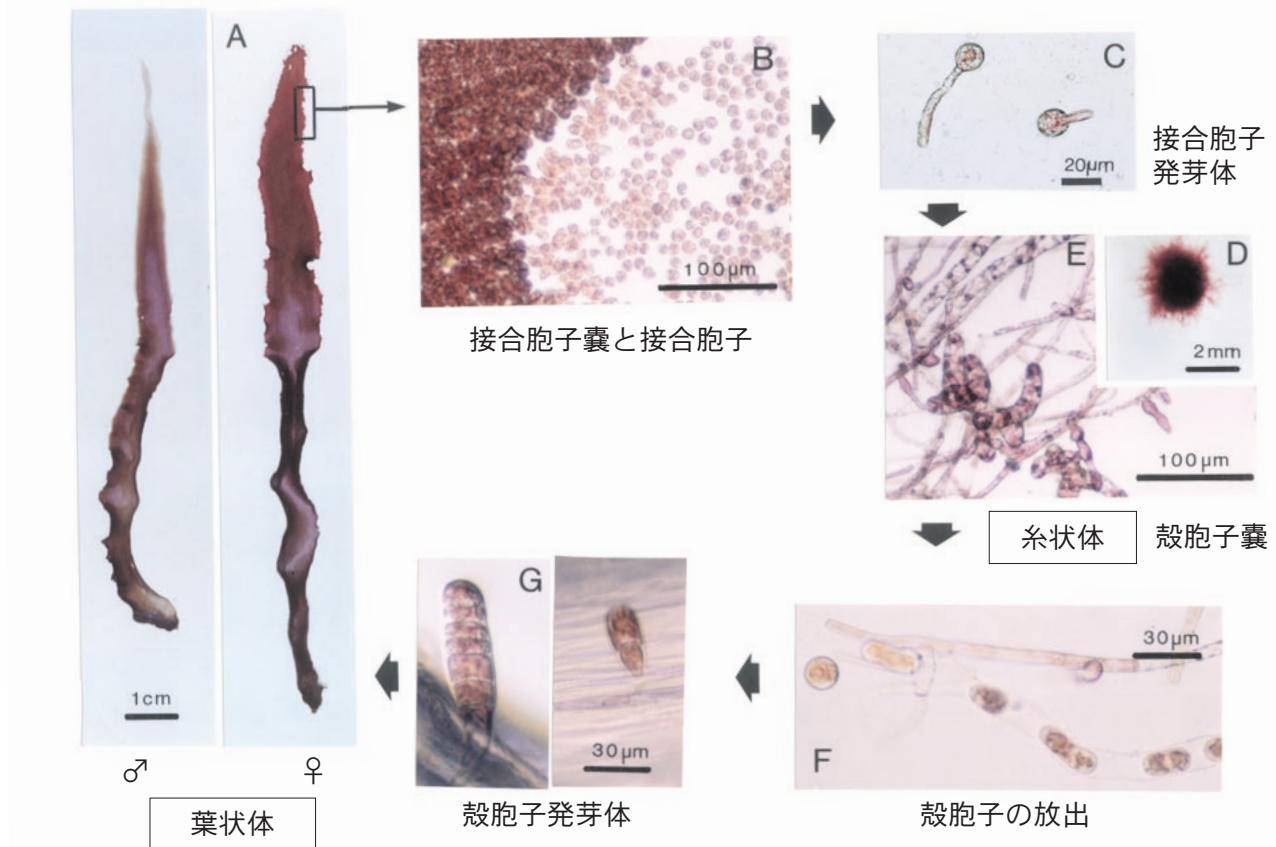 A
B
100μm
接合胞子嚢と接合胞子
C
20μm
接合胞子
発芽体
E
D
2mm
100μm
糸状体
殻胞子嚢
F
30μm
殻胞子の放出
G
30μm
殻胞子発芽体
1cm
♂
♀
葉状体